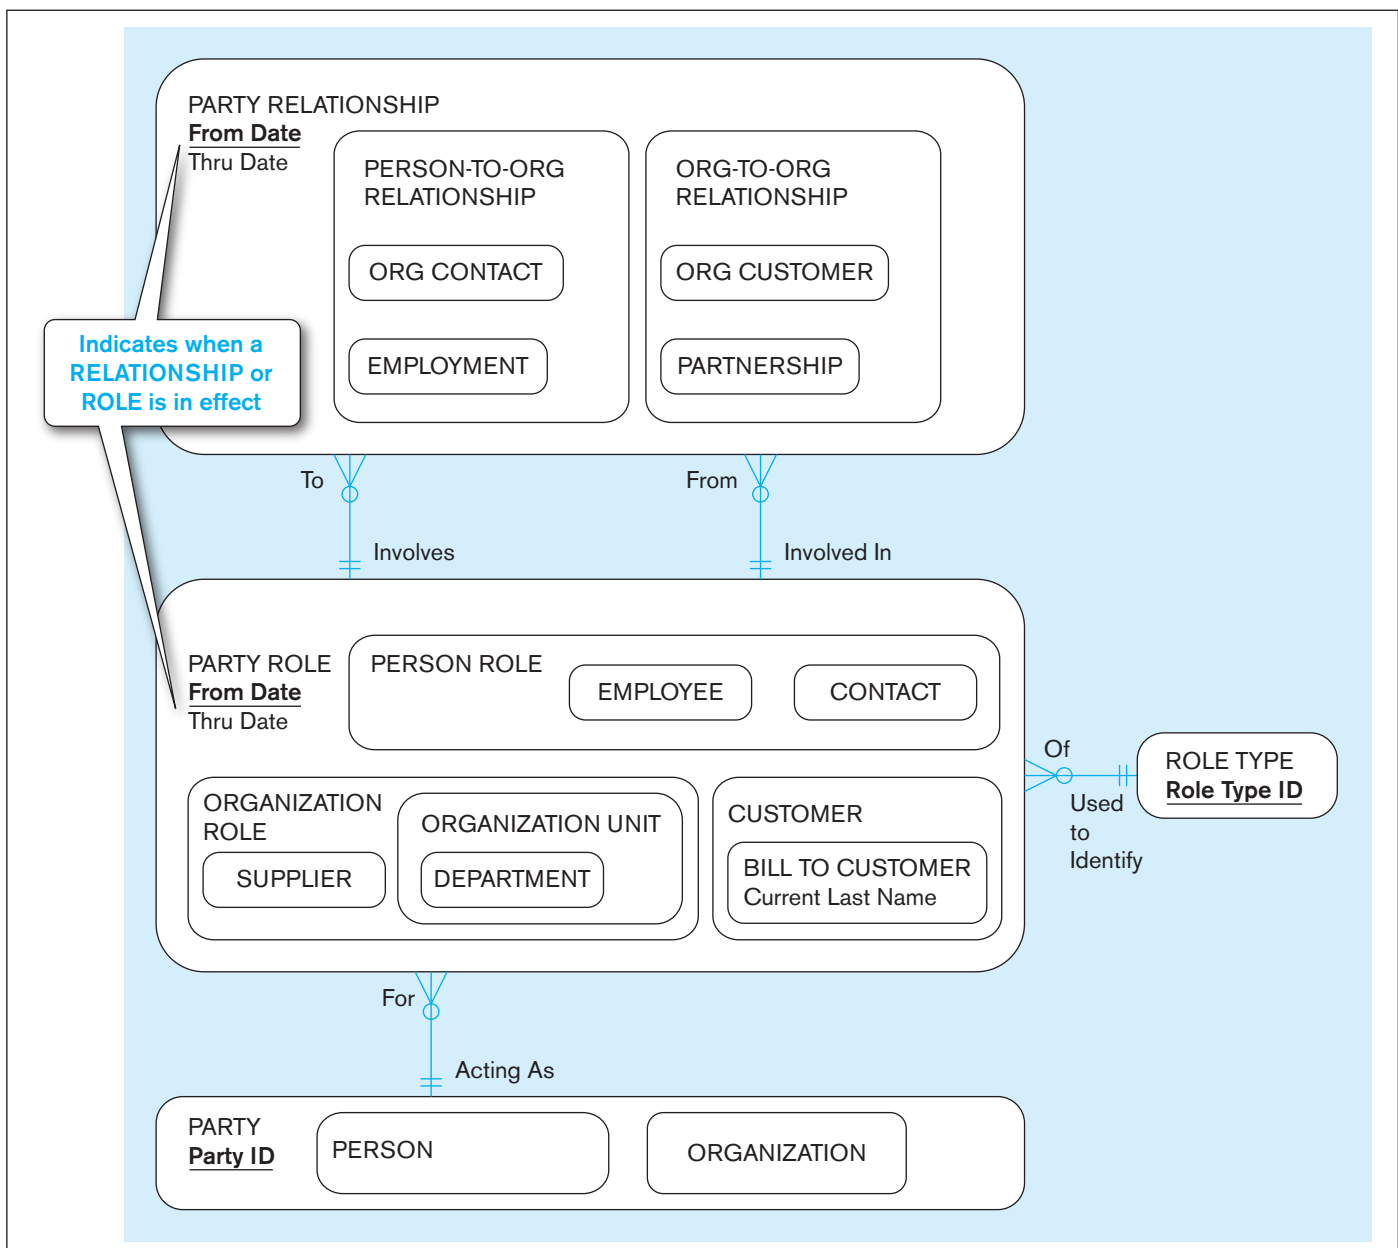 PARTY RELATIONSHIP
From Date
Thru Date
PERSON-TO-ORG
RELATIONSHIP
ORG CONTACT
EMPLOYMENT
ORG-TO-ORG
RELATIONSHIP
ORG CUSTOMER
PARTNERSHIP
Indicates when a
RELATIONSHIP or
ROLE is in effect
To
From
Involves
Involved In
PARTY ROLE
From Date
Thru Date
PERSON ROLE
EMPLOYEE
CONTACT
ORGANIZATION
ROLE
SUPPLIER
ORGANIZATION UNIT
DEPARTMENT
CUSTOMER
BILL TO CUSTOMER
Current Last Name
Of
Used
to
Identify
ROLE TYPE
Role Type ID
For
Acting As
PARTY
Party ID
PERSON
ORGANIZATION